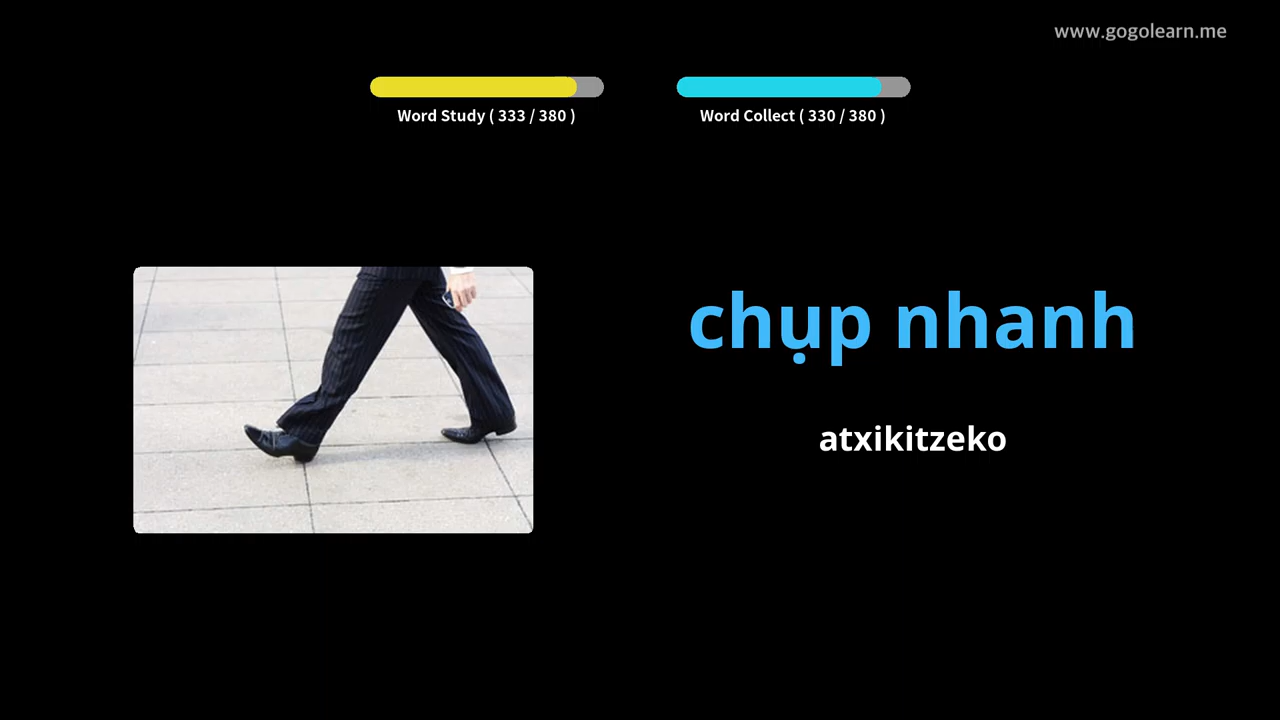 www.gogolearn.me
Word Study ( 333 / 380 )
Word Collect ( 330 / 380 )
chụp nhanh
atxikitzeko